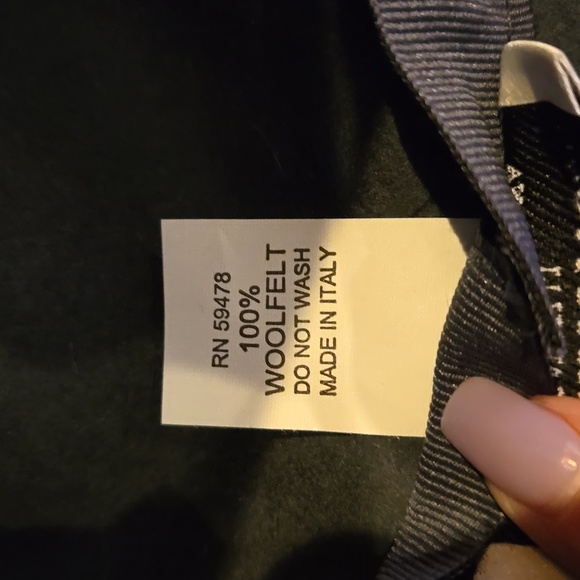 RN 59478
100%
WOOLFELT
DO NOT WASH
MADE IN ITALY